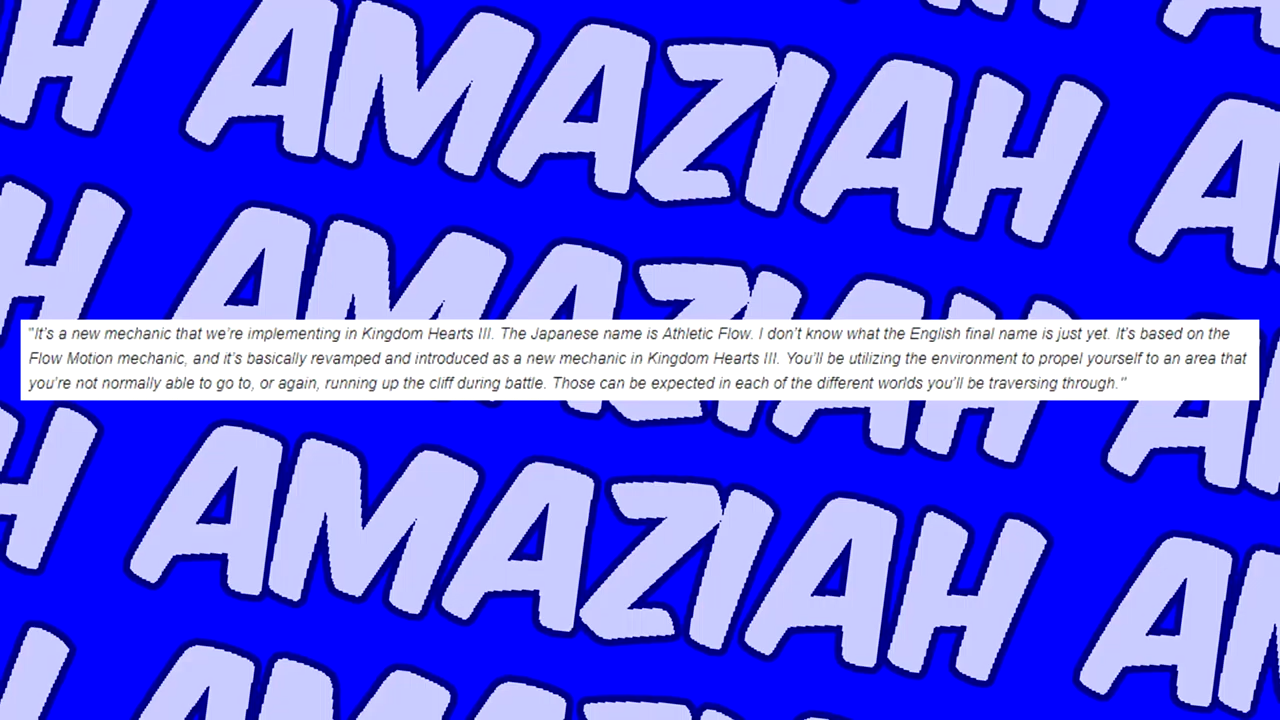 H AMAZIAH A
H AMAZIAH A
"It's a new mechanic that we're implementing in Kingdom Hearts III. The Japanese name is Athletic Flow. I don't know what the English final name is just yet. It's based on the
Flow Motion mechanic, and it's basically revamped and introduced as a new mechanic in Kingdom Hearts III. You'll be utilizing the environment to propel yourself to an area that
you're not normally able to go to, or again, running up the cliff during battle. Those can be expected in each of the different worlds you'll be traversing through."
H AMAZIAH AM
AMAZIAH